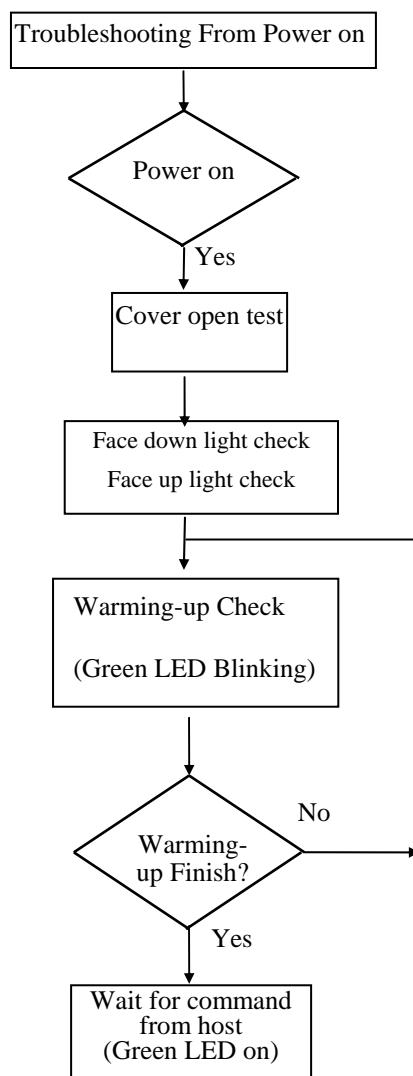 Troubleshooting From Power on
Power on
Yes
Cover open test
Face down light check
Face up light check
Warming-up Check
(Green LED Blinking)
No
Warming-
up Finish?
Yes
Wait for command
from host
(Green LED on)